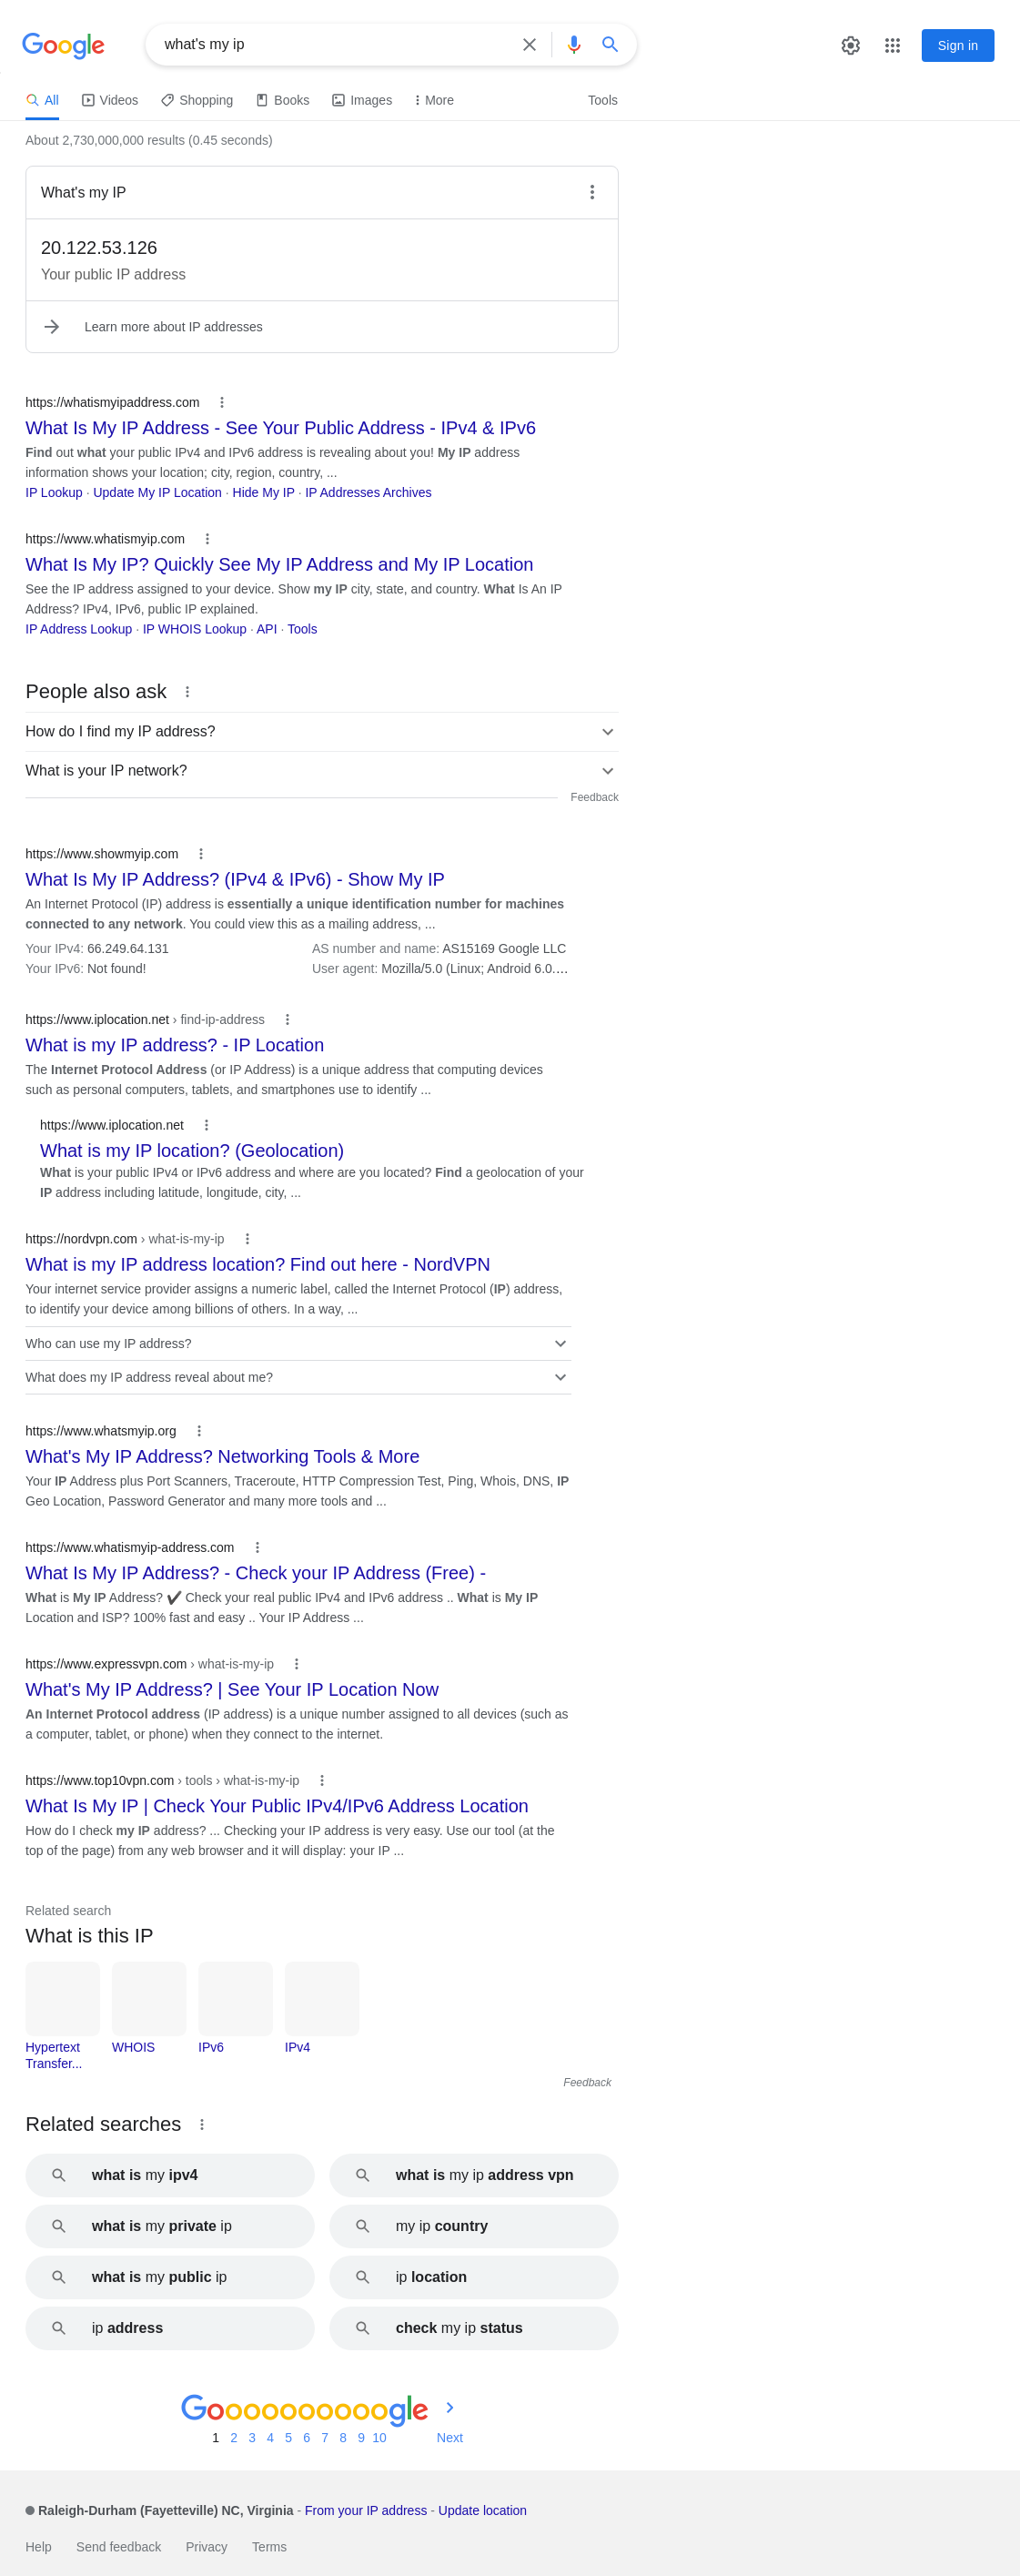 Google
what's my ip
Sign in
All
Videos
Shopping
Books
Images
More
Tools
About 2,730,000,000 results (0.45 seconds)
What's my IP
20.122.53.126
Your public IP address
Learn more about IP addresses
https://whatismyipaddress.com
What Is My IP Address - See Your Public Address - IPv4 & IPv6
Find out what your public IPv4 and IPv6 address is revealing about you! My IP address
information shows your location; city, region, country, ...
IP Lookup · Update My IP Location · Hide My IP · IP Addresses Archives
https://www.whatismyip.com
What Is My IP? Quickly See My IP Address and My IP Location
See the IP address assigned to your device. Show my IP city, state, and country. What Is An IP
Address? IPv4, IPv6, public IP explained.
IP Address Lookup · IP WHOIS Lookup · API · Tools
People also ask
How do I find my IP address?
What is your IP network?
Feedback
https://www.showmyip.com
What Is My IP Address? (IPv4 & IPv6) - Show My IP
An Internet Protocol (IP) address is essentially a unique identification number for machines
connected to any network. You could view this as a mailing address, ...
Your IPv4: 66.249.64.131
AS number and name: AS15169 Google LLC
Your IPv6: Not found!
User agent: Mozilla/5.0 (Linux; Android 6.0....
https://www.iplocation.net › find-ip-address
What is my IP address? - IP Location
The Internet Protocol Address (or IP Address) is a unique address that computing devices
such as personal computers, tablets, and smartphones use to identify ...
https://www.iplocation.net
What is my IP location? (Geolocation)
What is your public IPv4 or IPv6 address and where are you located? Find a geolocation of your
IP address including latitude, longitude, city, ...
https://nordvpn.com › what-is-my-ip
What is my IP address location? Find out here - NordVPN
Your internet service provider assigns a numeric label, called the Internet Protocol (IP) address,
to identify your device among billions of others. In a way, ...
Who can use my IP address?
What does my IP address reveal about me?
https://www.whatsmyip.org
What's My IP Address? Networking Tools & More
Your IP Address plus Port Scanners, Traceroute, HTTP Compression Test, Ping, Whois, DNS, IP
Geo Location, Password Generator and many more tools and ...
https://www.whatismyip-address.com
What Is My IP Address? - Check your IP Address (Free) -
What is My IP Address? ✔️ Check your real public IPv4 and IPv6 address .. What is My IP
Location and ISP? 100% fast and easy .. Your IP Address ...
https://www.expressvpn.com › what-is-my-ip
What's My IP Address? | See Your IP Location Now
An Internet Protocol address (IP address) is a unique number assigned to all devices (such as
a computer, tablet, or phone) when they connect to the internet.
https://www.top10vpn.com › tools › what-is-my-ip
What Is My IP | Check Your Public IPv4/IPv6 Address Location
How do I check my IP address? ... Checking your IP address is very easy. Use our tool (at the
top of the page) from any web browser and it will display: your IP ...
Related search
What is this IP
Hypertext
Transfer...
WHOIS
IPv6
IPv4
Feedback
Related searches
what is my ipv4
what is my ip address vpn
what is my private ip
my ip country
what is my public ip
ip location
ip address
check my ip status
Goooooooooogle
1 2 3 4 5 6 7 8 9 10 Next
Raleigh-Durham (Fayetteville) NC, Virginia - From your IP address - Update location
Help
Send feedback
Privacy
Terms